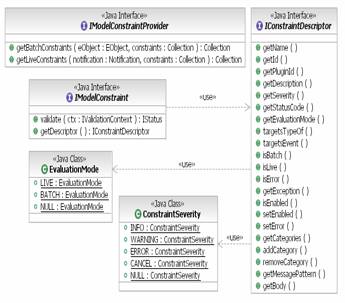 «Java Interface»
IModelConstraintProvider
getBatchConstraints ( eObject : EObject, constraints : Collection ) : Collection
getLiveConstraints ( notification : Notification, constraints : Collection ) : Collection
«Java Interface»
IModelConstraint
validate ( ctx : IValidationContext ) : IStatus
getDescriptor ( ) : IConstraintDescriptor
«use»
«Java Class»
EvaluationMode
LIVE : EvaluationMode
BATCH : EvaluationMode
NULL : EvaluationMode
«use»
«Java Class»
ConstraintSeverity
INFO : ConstraintSeverity
WARNING : ConstraintSeverity
ERROR : ConstraintSeverity
CANCEL : ConstraintSeverity
NULL : ConstraintSeverity
«use»
«Java Interface»
IConstraintDescriptor
getName ( )
getId ( )
getPluginId ( )
getDescription ( )
getSeverity ( )
getStatusCode ( )
getEvaluationMode ( )
targetsTypeOf ( )
targetsEvent ( )
isBatch ( )
isLive ( )
isError ( )
getException ( )
isEnabled ( )
setEnabled ( )
setError ( )
getCategories ( )
addCategory ( )
removeCategory ( )
getMessagePattern ( )
getBody ( )